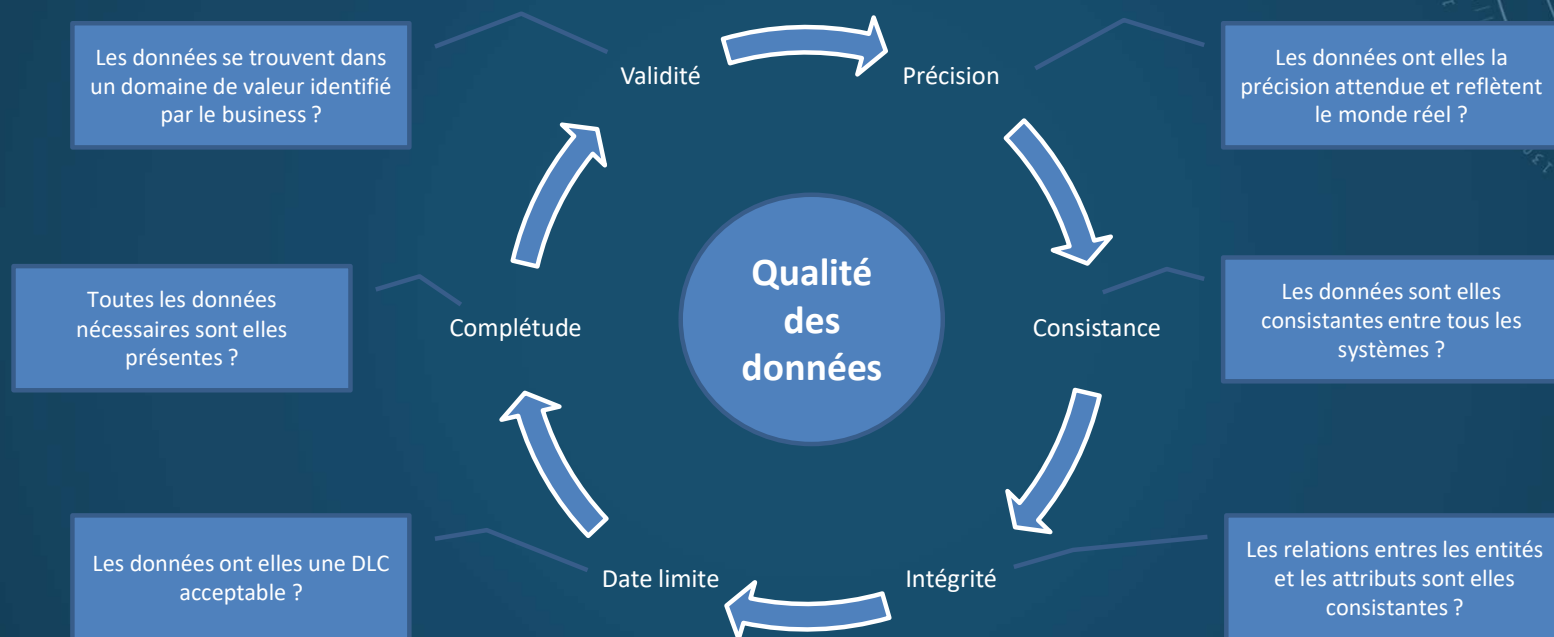 Les données se trouvent dans
un domaine de valeur identifié
par le business ?
Validité
Précision
Les données ont elles la
précision attendue et reflètent
le monde réel ?
Toutes les données
nécessaires sont elles
présentes ?
Complétude
Qualité
des
données
Consistance
Les données sont elles
consistantes entre tous les
systèmes ?
Les données ont elles une DLC
acceptable ?
Date limite
Intégrité
Les relations entres les entités
et les attributs sont elles
consistantes ?